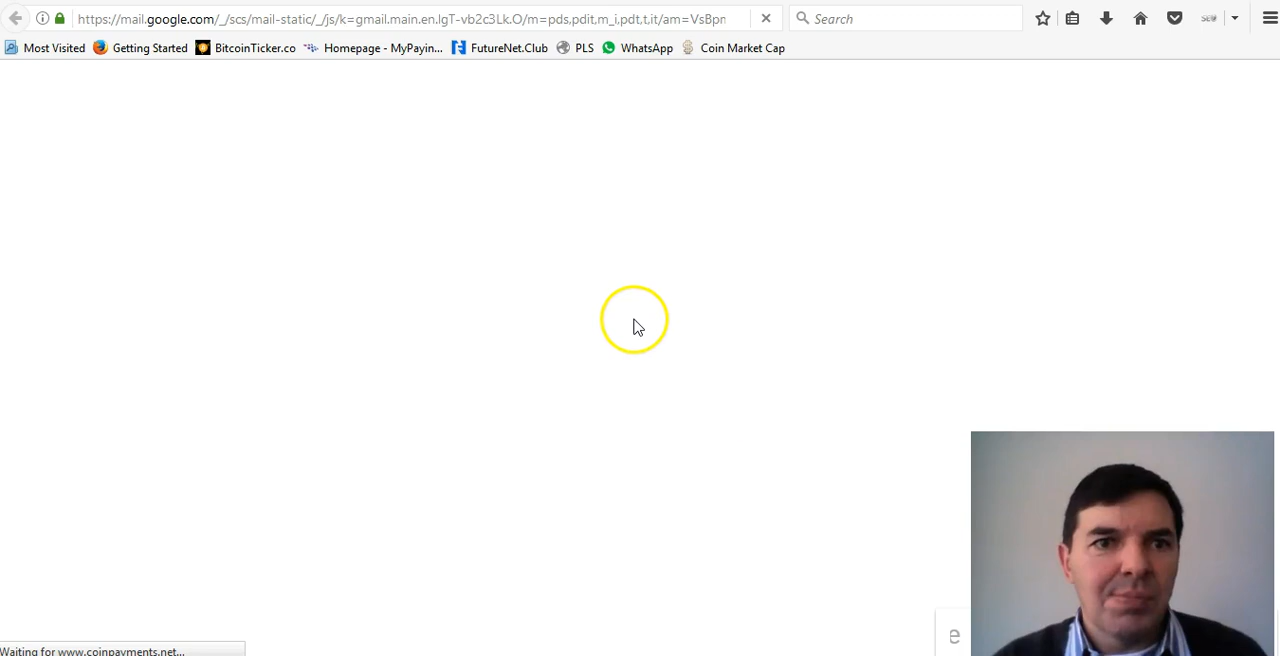 https://mail.google.com/_/scs/mail-static/_/js/k=gmail.main.en.lgT-vb2c3Lk.O/m=pds,pdit,m_i,pdt,t,it/am=VsBpn
Search
Most Visited Getting Started BitcoinTicker.co Homepage - MyPayin... FutureNet.Club PLS WhatsApp Coin Market Cap
e
Waiting for www.coinpayments.net...